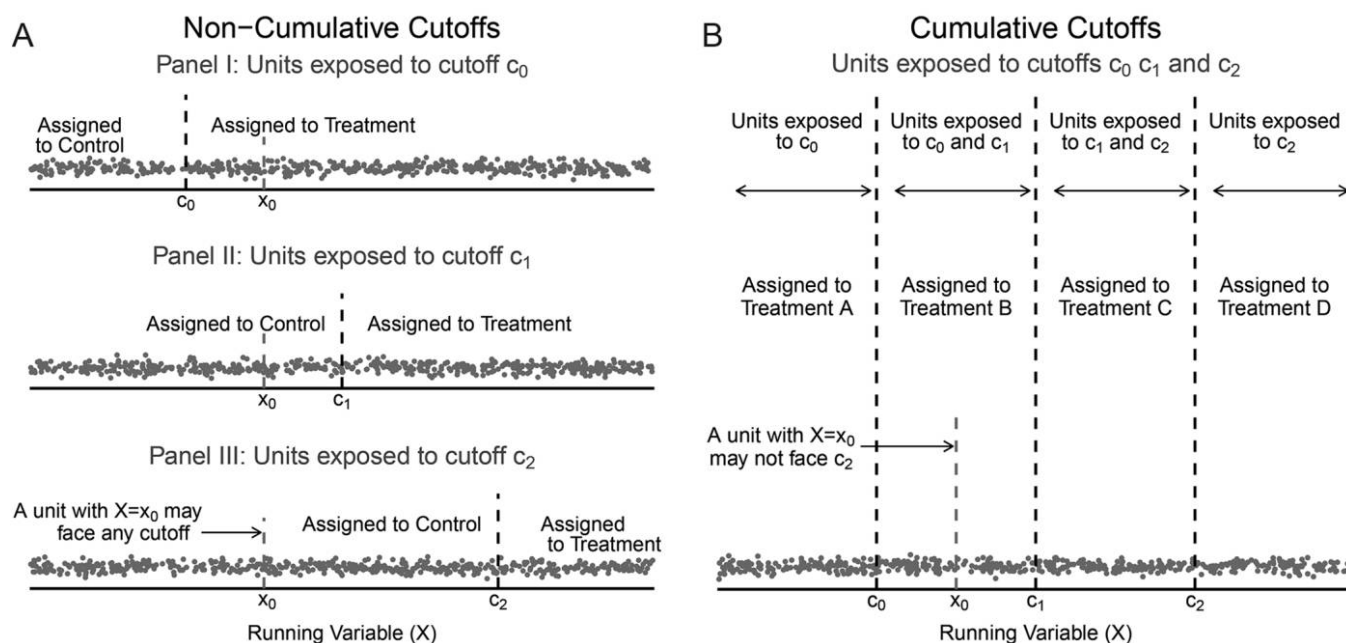 A
Non−Cumulative Cutoffs
Panel I: Units exposed to cutoff c₀
Assigned
to Control
Assigned to Treatment
c₀
x₀
Panel II: Units exposed to cutoff c₁
Assigned to Control
Assigned to Treatment
x₀
c₁
Panel III: Units exposed to cutoff c₂
A unit with X=x₀ may
face any cutoff
Assigned to Control
Assigned
to Treatment
x₀
c₂
Running Variable (X)
B
Cumulative Cutoffs
Units exposed to cutoffs c₀ c₁ and c₂
Units exposed
to c₀
Units exposed
to c₀ and c₁
Units exposed
to c₁ and c₂
Units exposed
to c₂
Assigned to
Treatment A
Assigned to
Treatment B
Assigned to
Treatment C
Assigned to
Treatment D
A unit with X=x₀
may not face c₂
c₀
x₀
c₁
c₂
Running Variable (X)